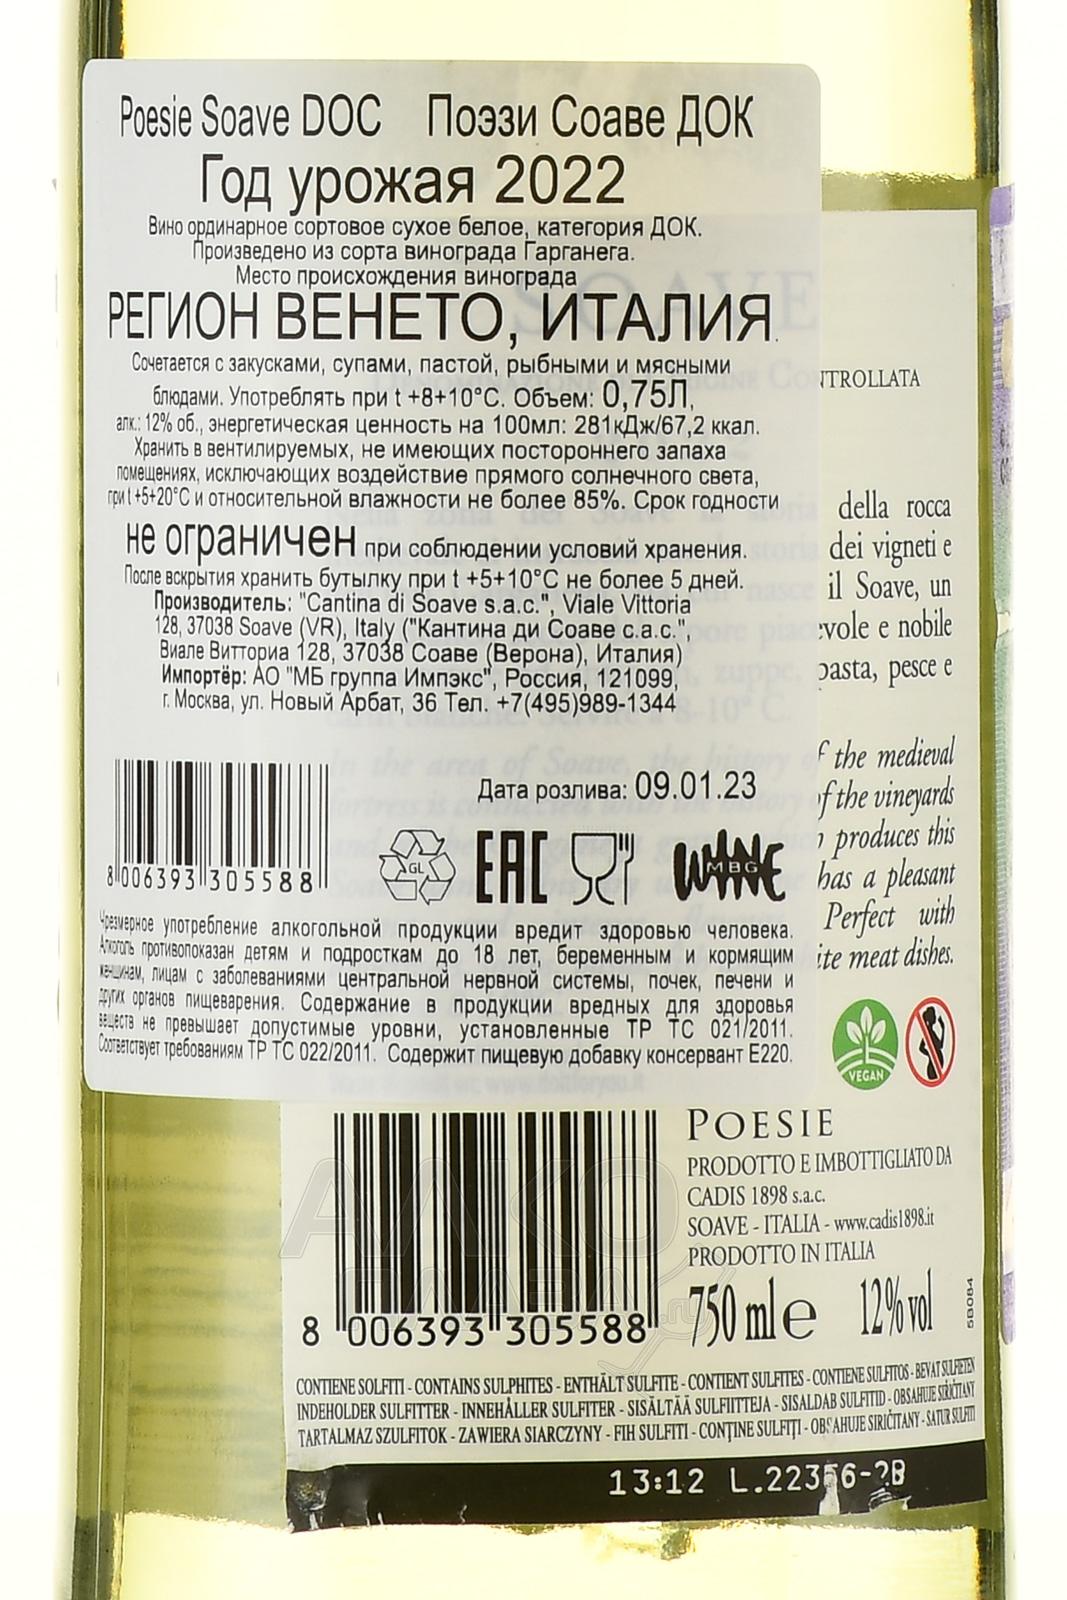 Poesie Soave DOC Поэзи Соаве ДОК
Год урожая 2022
Вино ординарное сортовое сухое белое, категория ДОК.
Произведено из сорта винограда Гарганега.
Место происхождения винограда
РЕГИОН ВЕНЕТО, ИТАЛИЯ.
Сочетается с закусками, супами, пастой, рыбными и мясными
блюдами. Употреблять при t +8+10°С. Объем: 0,75Л,
алк.: 12% об., энергетическая ценность на 100мл: 281кДж/67,2 ккал.
Хранить в вентилируемых, не имеющих постороннего запаха
помещениях, исключающих воздействие прямого солнечного света,
при t +5+20°С и относительной влажности не более 85%. Срок годности
не ограничен при соблюдении условий хранения.
После вскрытия хранить бутылку при t +5+10°С не более 5 дней.
Производитель: "Cantina di Soave s.a.c.", Viale Vittoria
128, 37038 Soave (VR), Italy ("Кантина ди Соаве с.а.с.",
Виале Витториа 128, 37038 Соаве (Верона), Италия)
Импортёр: АО "МБ группа Импэкс", Россия, 121099,
г. Москва, ул. Новый Арбат, 36 Тел. +7(495)989-1344
Дата розлива: 09.01.23
8 006393 305588
GL
EAC
WINE
MBG
Чрезмерное употребление алкогольной продукции вредит здоровью человека.
Алкоголь противопоказан детям и подросткам до 18 лет, беременным и кормящим
женщинам, лицам с заболеваниями центральной нервной системы, почек, печени и
других органов пищеварения. Содержание в продукции вредных для здоровья
веществ не превышает допустимые уровни, установленные ТР ТС 021/2011.
Соответствует требованиям ТР ТС 022/2011. Содержит пищевую добавку консервант Е220.
SOAVE
della rocca
dei vigneti e
il Soave, un
nobile
pasta, pesce e
the medieval
the vineyards
produces this
has a pleasant
Perfect with
meat dishes.
VEGAN
POESIE
PRODOTTO E IMBOTTIGLIATO DA
CADIS 1898 s.a.c.
SOAVE - ITALIA - www.cadis1898.it
PRODOTTO IN ITALIA
750 ml e 12% vol
5B084
8 006393 305588
CONTIENE SOLFITI - CONTAINS SULPHITES - ENTHÄLT SULFITE - CONTIENT SULFITES - CONTIENE SULFITOS - BEVAT SULFIETEN
INDEHOLDER SULFITTER - INNEHÅLLER SULFITER - SISÄLTÄÄ SULFIITTEJA - SISALDAB SULFITID - OBSAHUJE SIŘIČITANY
TARTALMAZ SZULFITOK - ZAWIERA SIARCZYNY - FIH SULFITI - CONȚINE SULFIȚI - OBSAHUJE SIRIČITANY - SATUR SULFITI
13:12
АЛКО
ПЛАЗА.ru